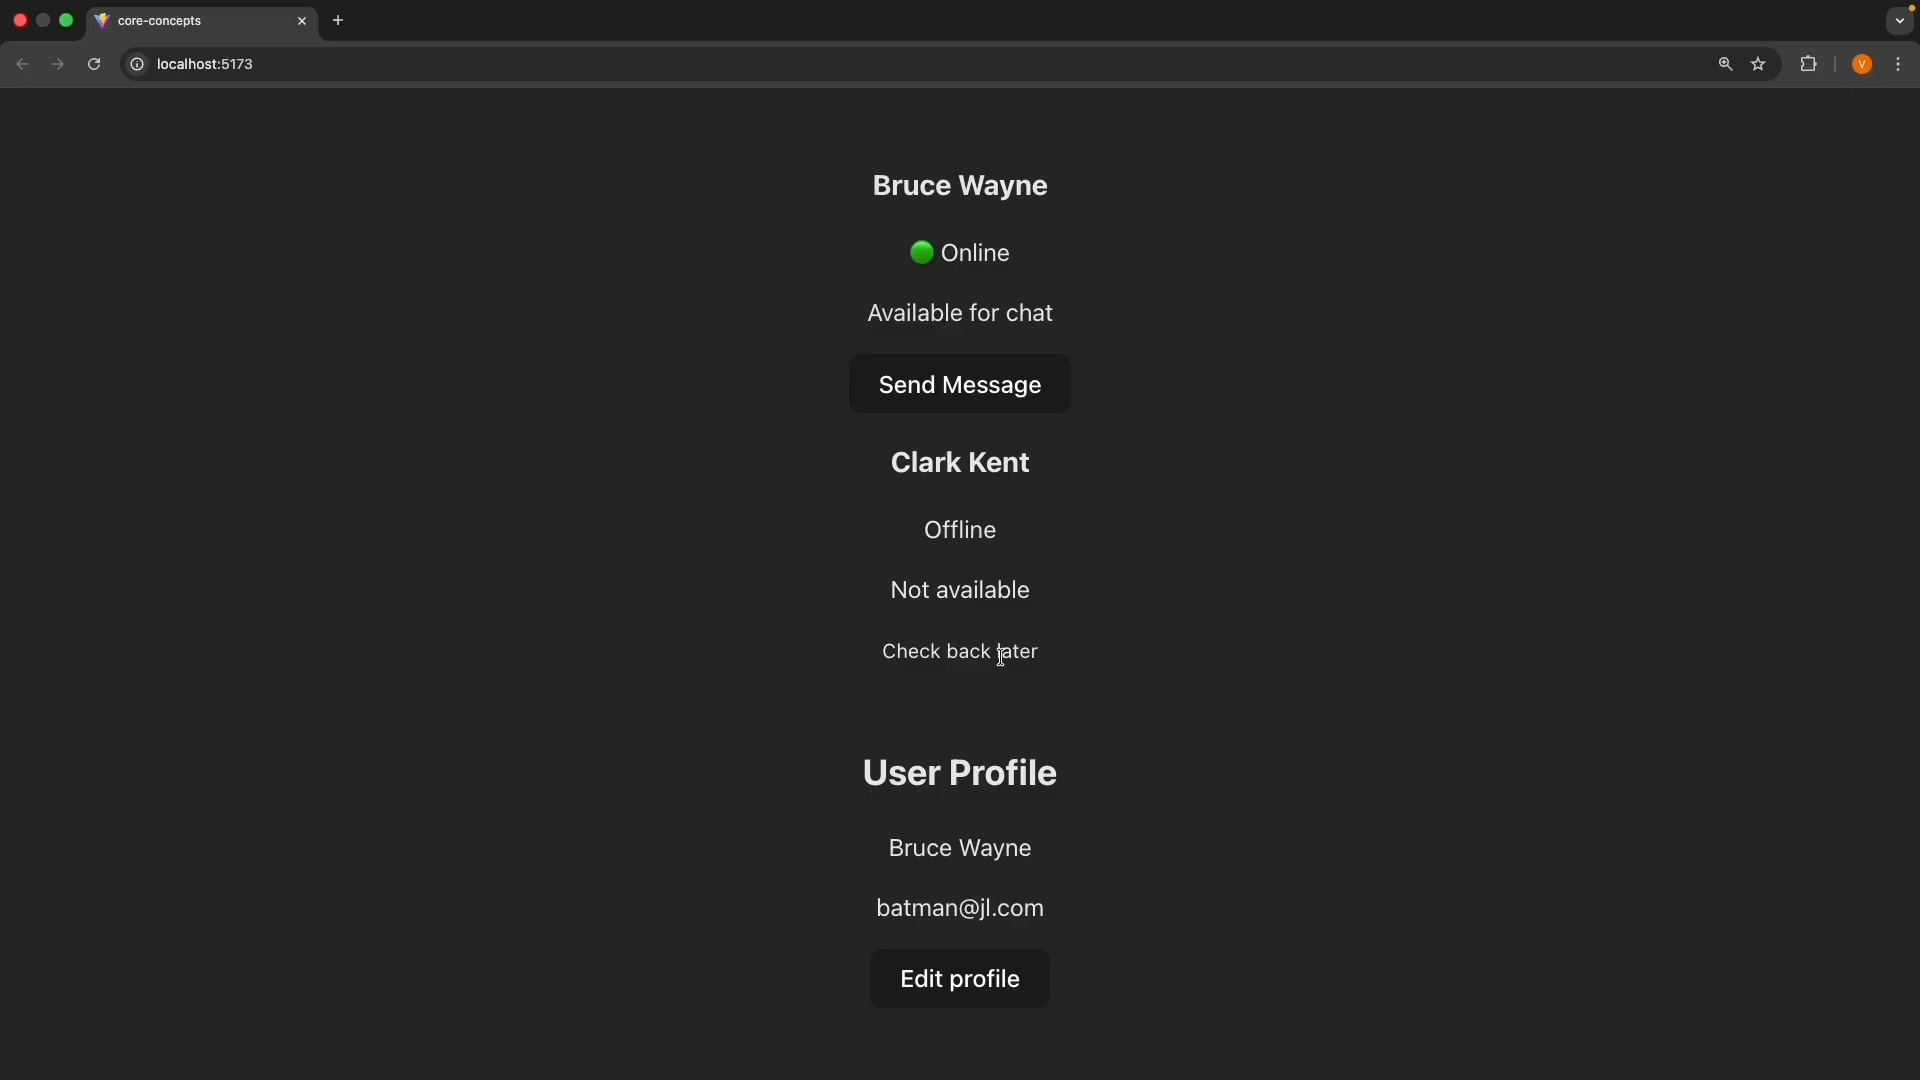 core-concepts
localhost:5173
V
Bruce Wayne
Online
Available for chat
Send Message
Clark Kent
Offline
Not available
Check back later
User Profile
Bruce Wayne
batman@jl.com
Edit profile